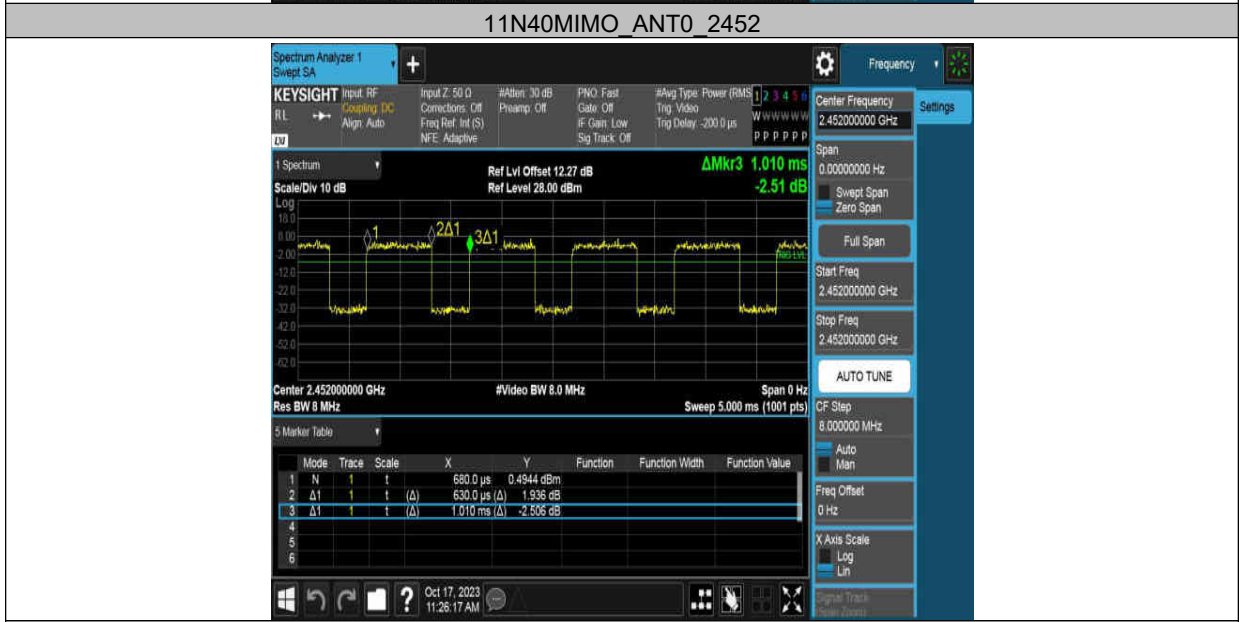 11N40MIMO_ANT0_2452
Spectrum Analyzer 1
Swept SA
Frequency
KEYSIGHT
RL
Input: RF
Coupling: DC
Align: Auto
Input Z: 50 Ω
Corrections: Off
Freq Ref: Int (S)
NFE: Adaptive
#Atten: 30 dB
Preamp: Off
PNO: Fast
Gate: Off
IF Gain: Low
Sig Track: Off
#Avg Type: Power (RMS
Trig: Video
Trig Delay: -200.0 µs
1 2 3 4 5 6
W W W W W W
P P P P P P
LXI
1 Spectrum
Scale/Div 10 dB
Ref Lvl Offset 12.27 dB
Ref Level 28.00 dBm
ΔMkr3 1.010 ms
-2.51 dB
Log
18.0
8.00
-2.00
-12.0
-22.0
-32.0
-42.0
-52.0
-62.0
1
2Δ1
3Δ1
TRIG LVL
Center 2.452000000 GHz
#Video BW 8.0 MHz
Span 0 Hz
Res BW 8 MHz
Sweep 5.000 ms (1001 pts)
5 Marker Table
Mode Trace Scale X Y Function Function Width Function Value
1 N 1 t 680.0 µs 0.4944 dBm
2 Δ1 1 t (Δ) 630.0 µs (Δ) 1.936 dB
3 Δ1 1 t (Δ) 1.010 ms (Δ) -2.506 dB
4
5
6
Oct 17, 2023
11:26:17 AM
Center Frequency
2.452000000 GHz
Settings
Span
0.00000000 Hz
Swept Span
Zero Span
Full Span
Start Freq
2.452000000 GHz
Stop Freq
2.452000000 GHz
AUTO TUNE
CF Step
8.000000 MHz
Auto
Man
Freq Offset
0 Hz
X Axis Scale
Log
Lin
Signal Track
(Span Zoom)